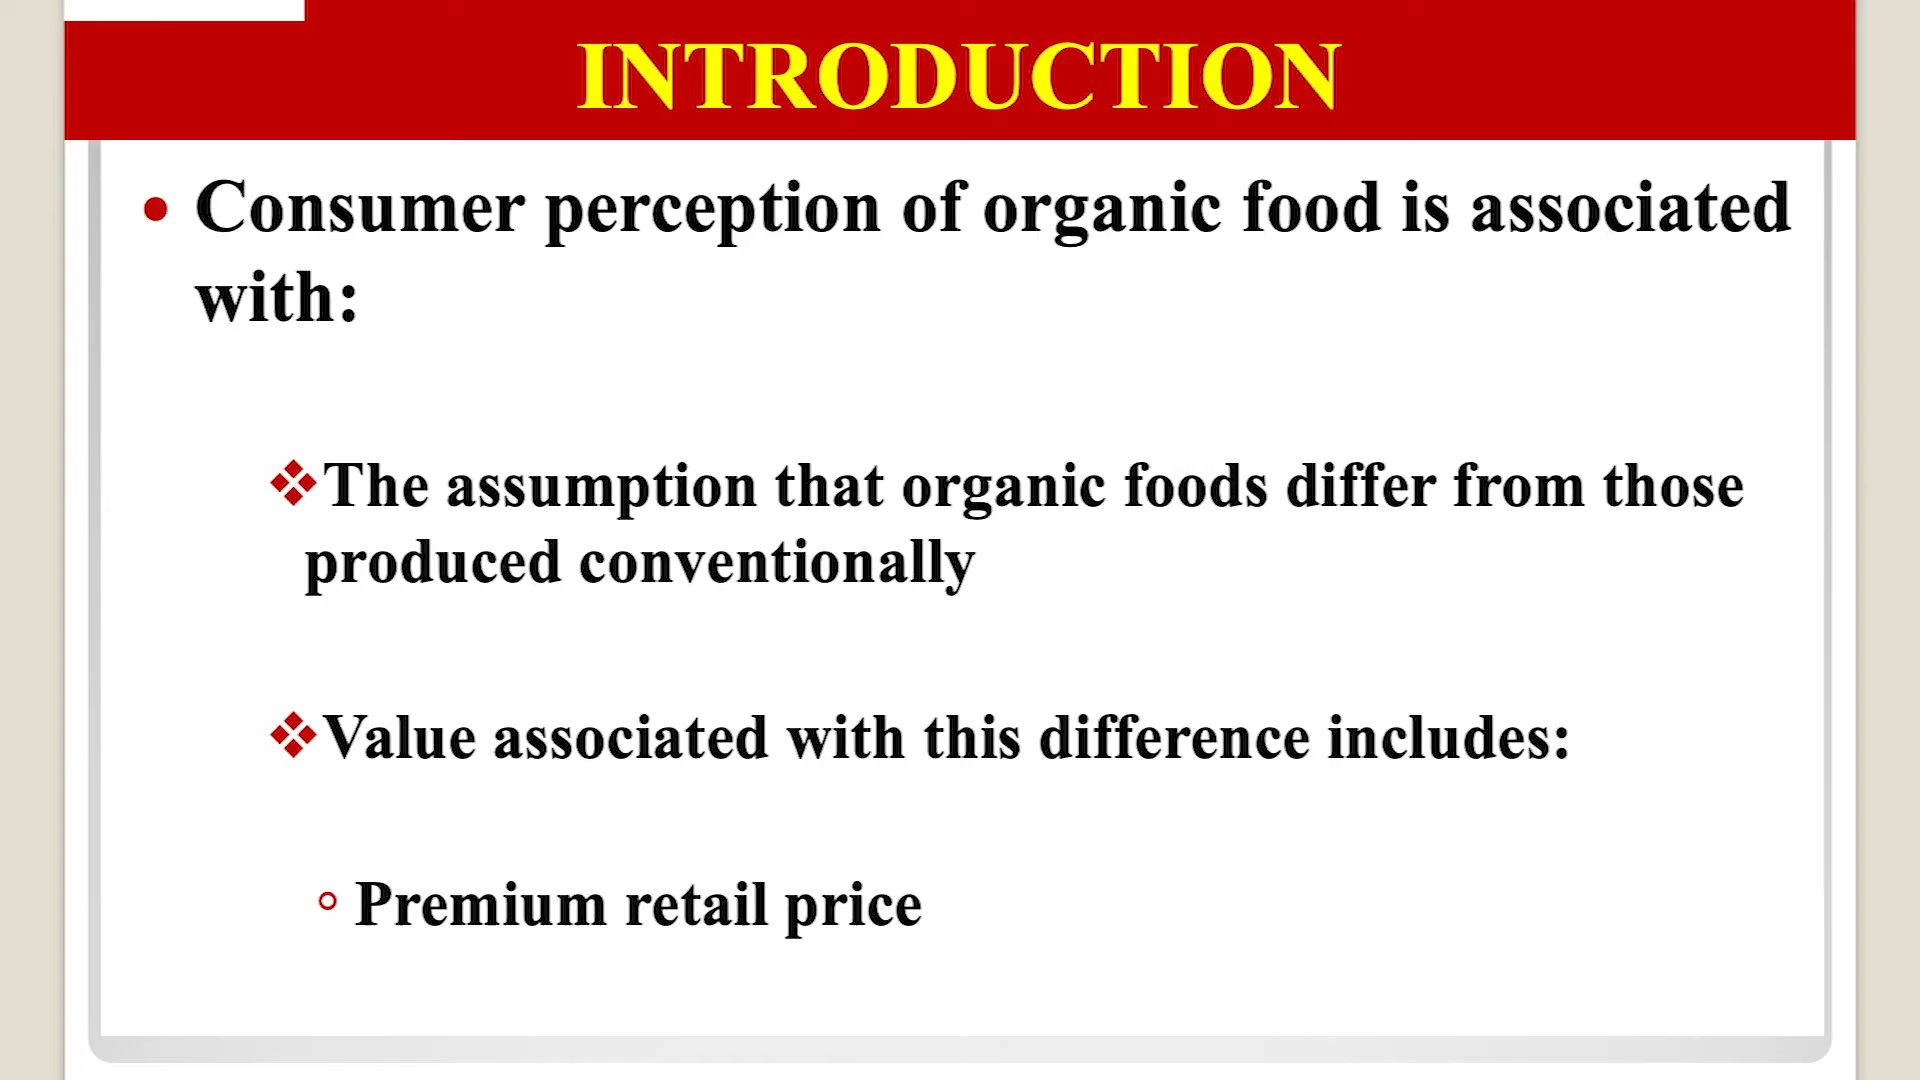 INTRODUCTION
• Consumer perception of organic food is associated
with:
❖The assumption that organic foods differ from those
produced conventionally
❖Value associated with this difference includes:
◦ Premium retail price